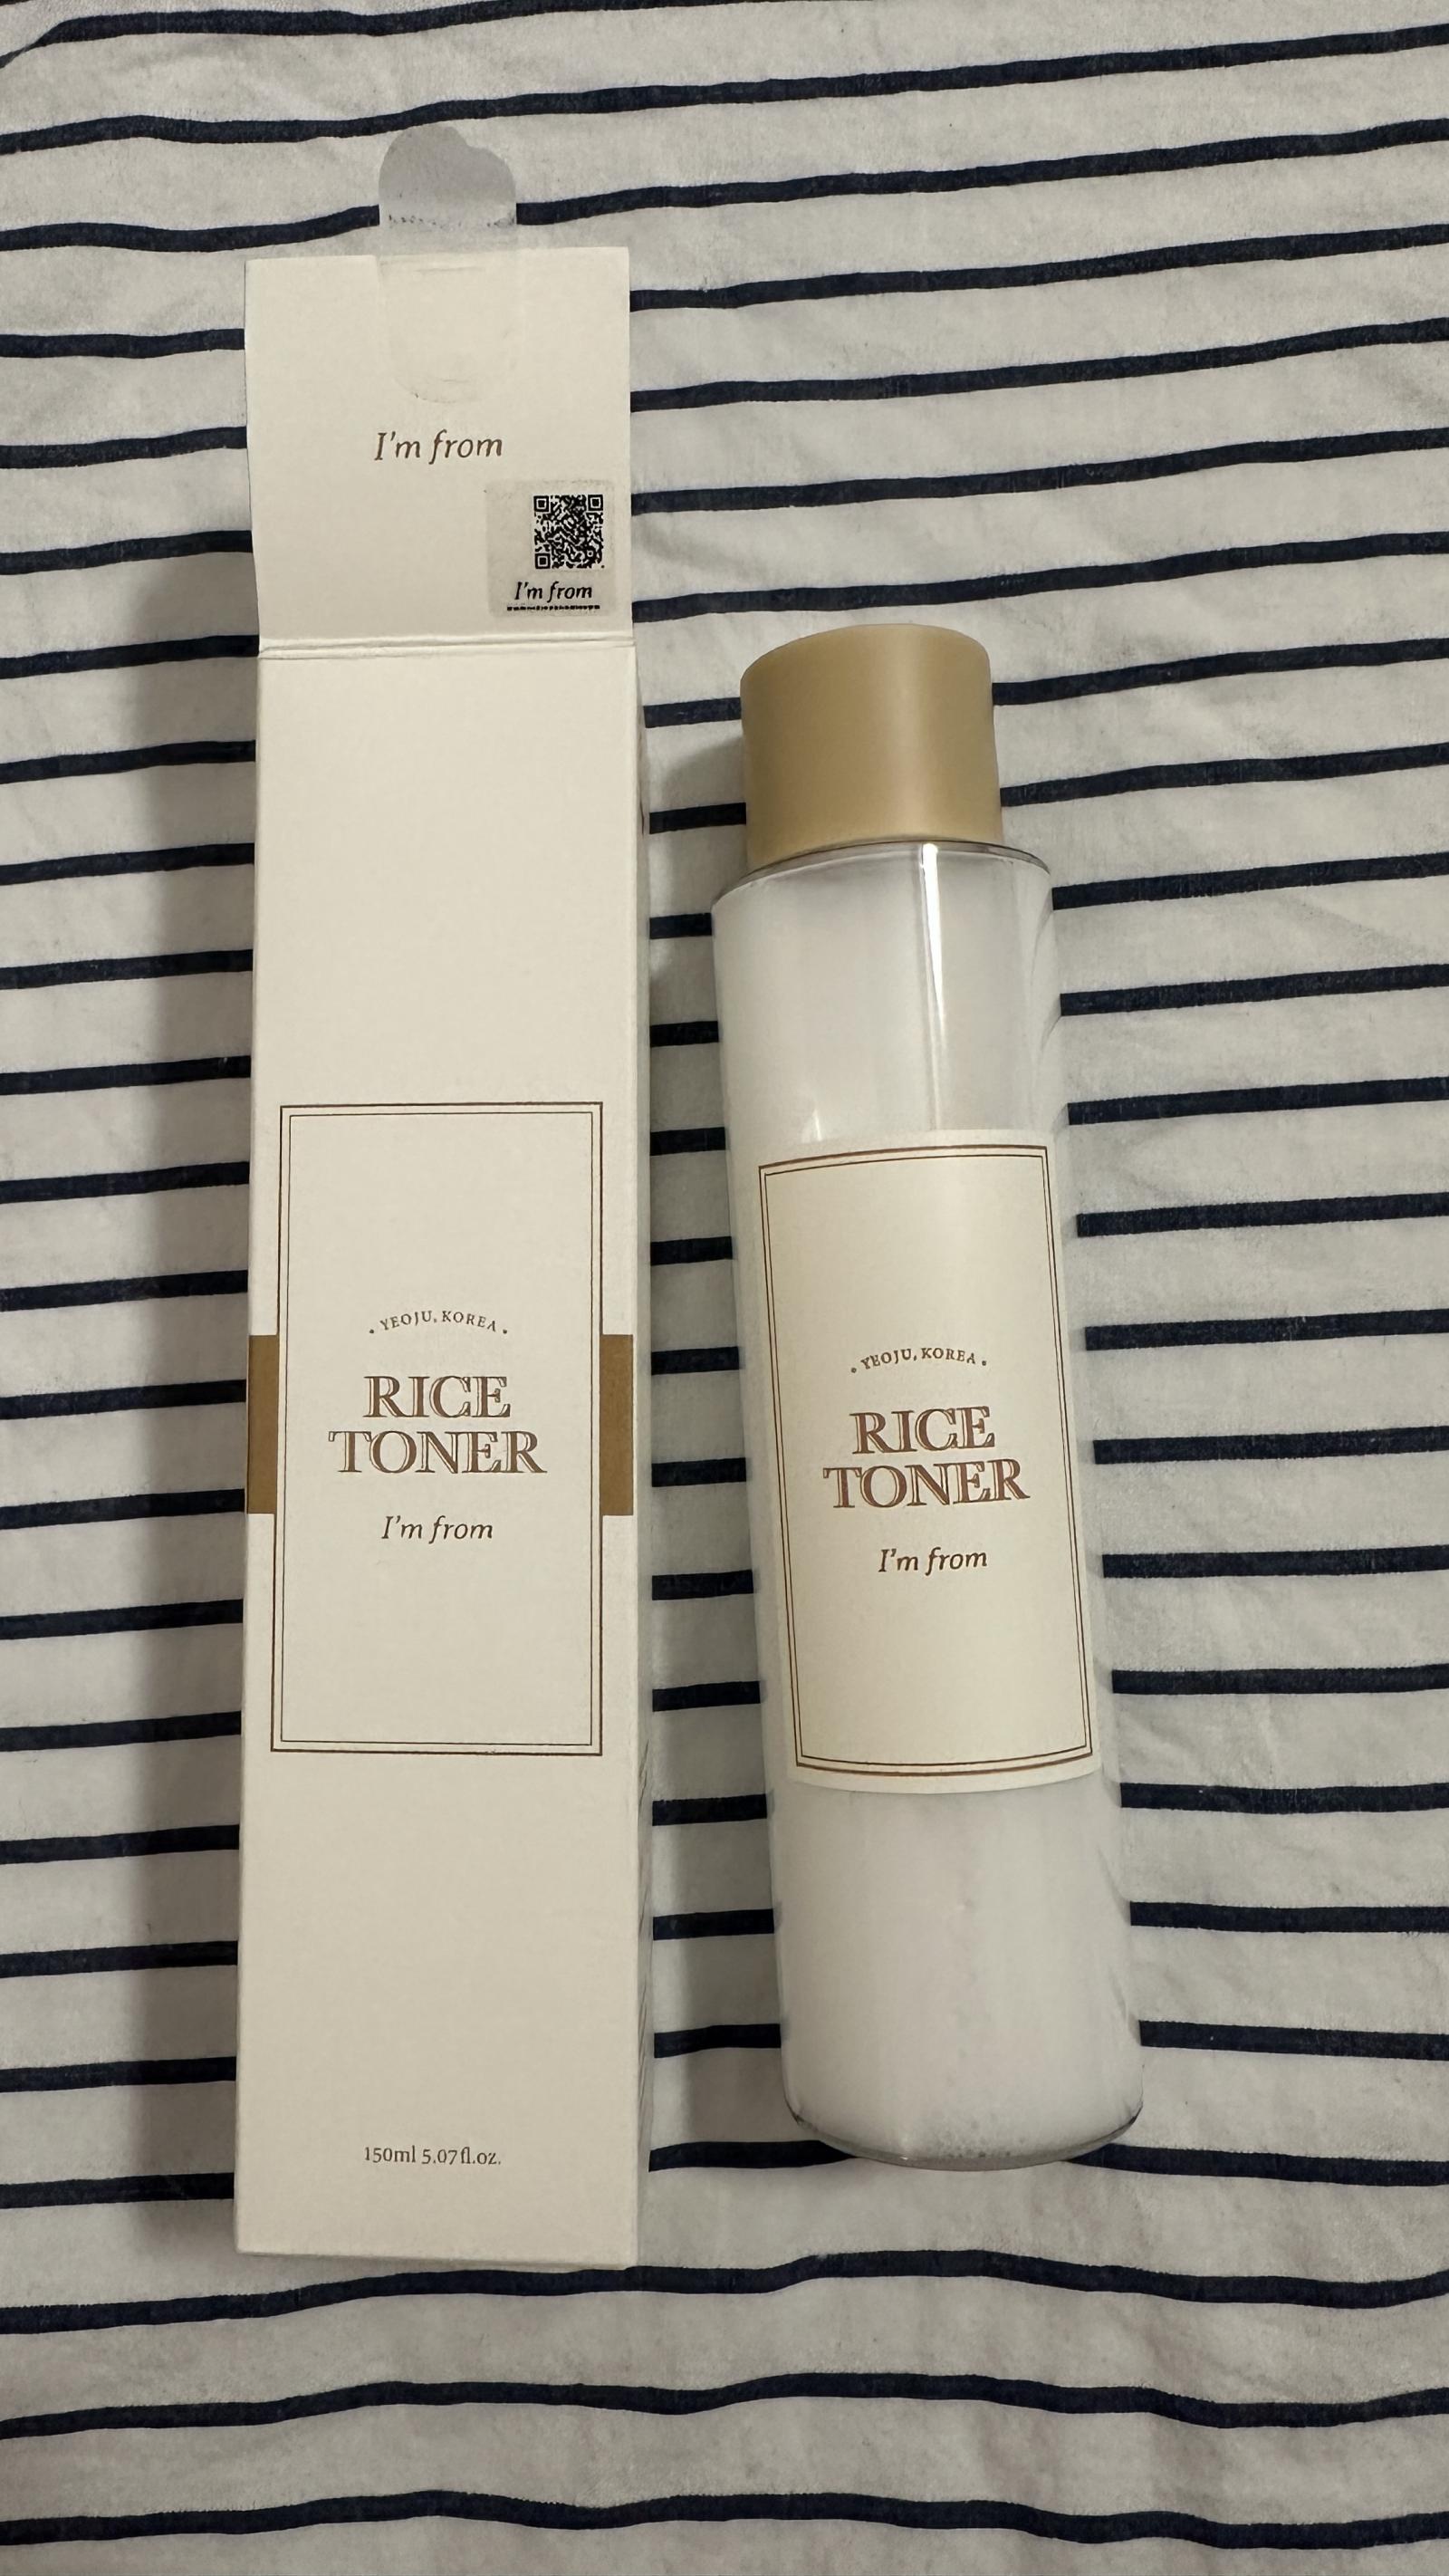 I'm from
I'm from
· YEOJU, KOREA ·
RICE
TONER
I'm from
150ml 5.07fl.oz.
· YEOJU, KOREA ·
RICE
TONER
I'm from